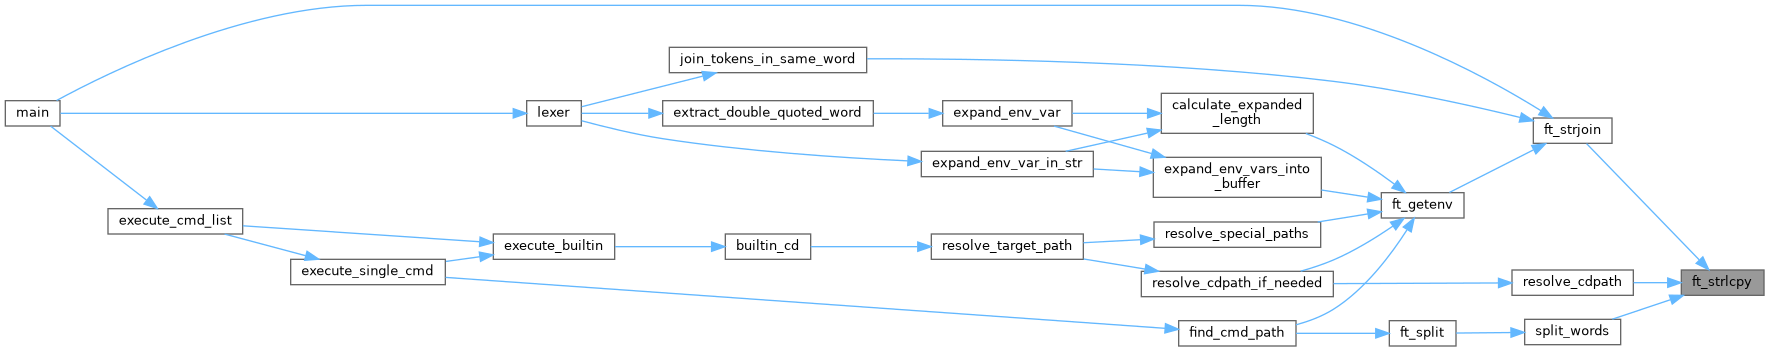 main
execute_cmd_list
execute_single_cmd
lexer
execute_builtin
join_tokens_in_same_word
extract_double_quoted_word
builtin_cd
expand_env_var
expand_env_var_in_str
resolve_target_path
calculate_expanded
_length
expand_env_vars_into
_buffer
resolve_special_paths
resolve_cdpath_if_needed
find_cmd_path
ft_getenv
ft_split
ft_strjoin
resolve_cdpath
split_words
ft_strlcpy